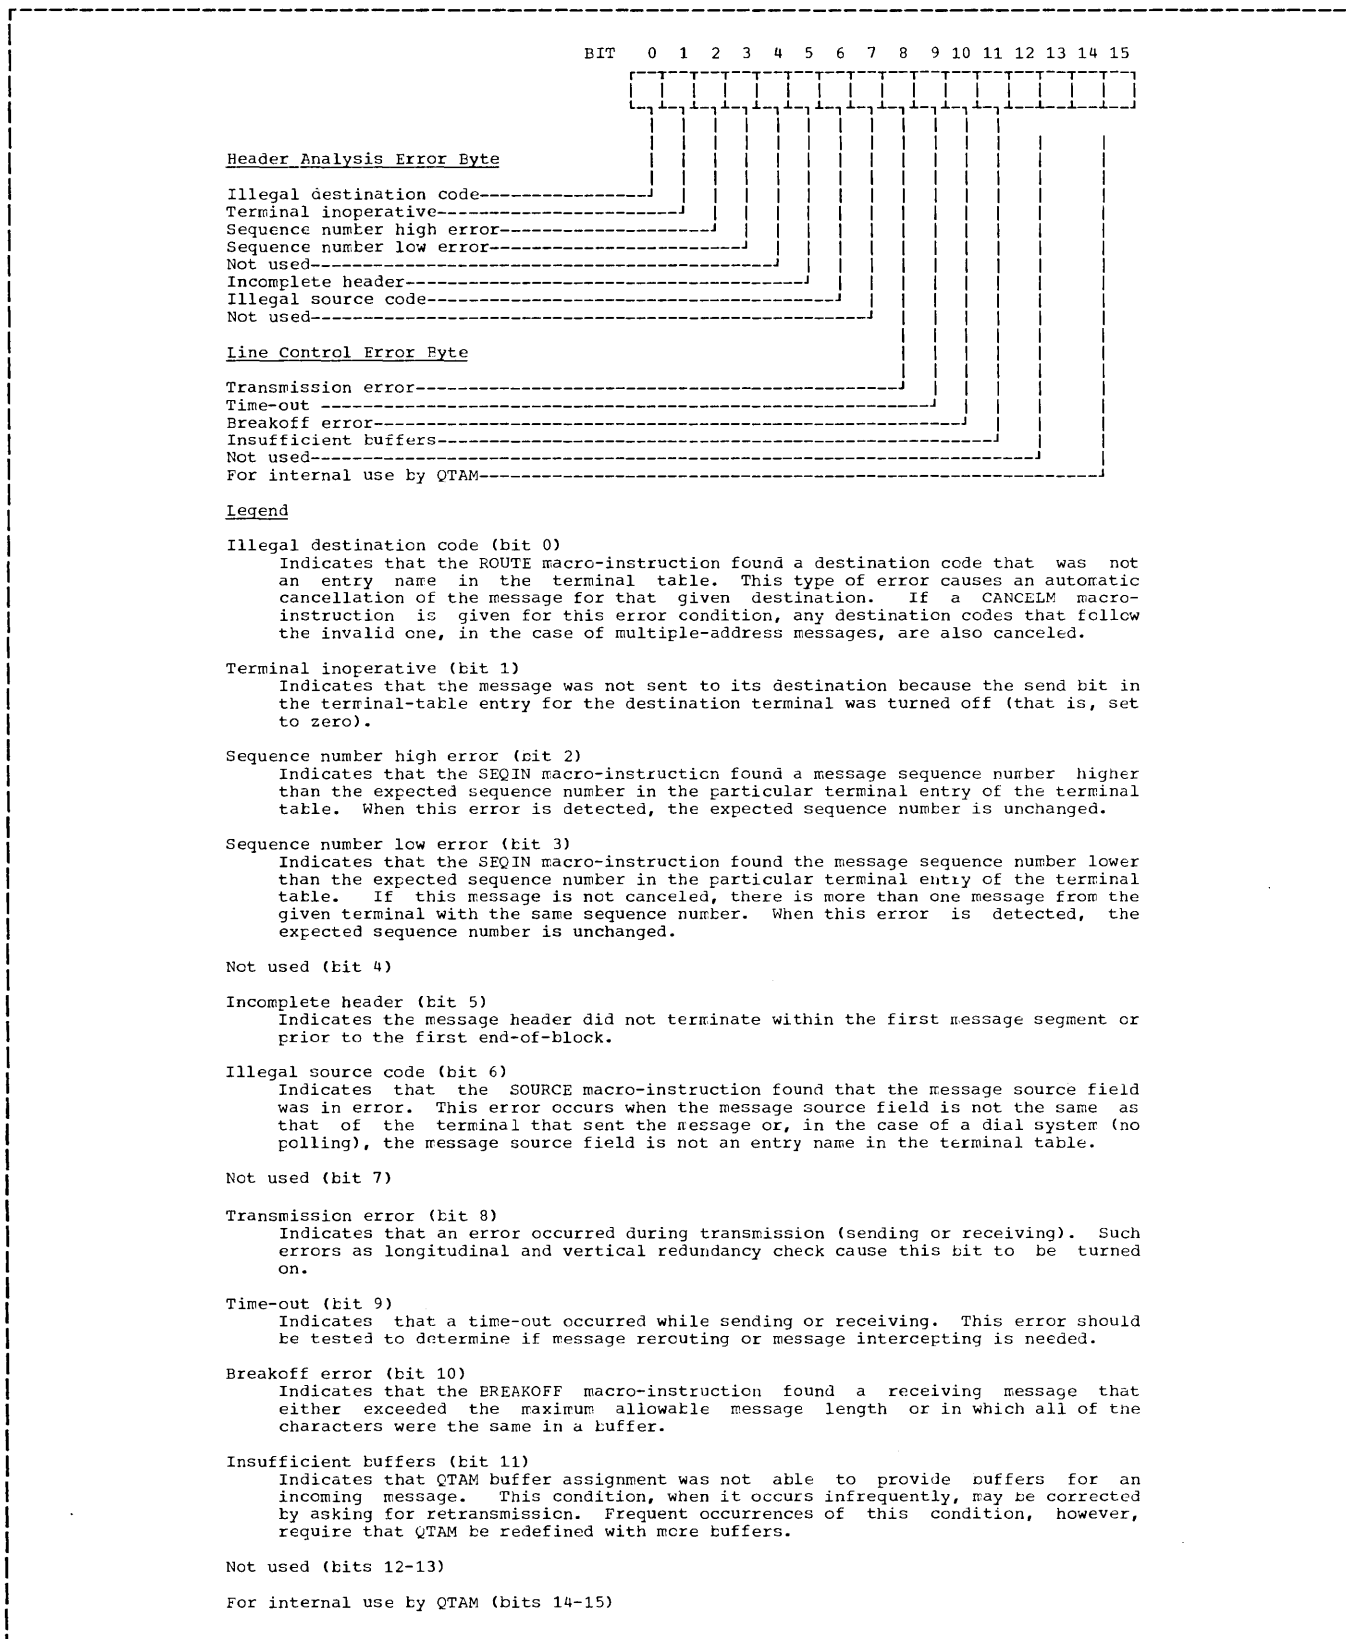 BIT 0 1 2 3 4 5 6 7 8 9 10 11 12 13 14 15
Header Analysis Error Byte
Illegal destination code
Terminal inoperative
Sequence number high error
Sequence number low error
Not used
Incomplete header
Illegal source code
Not used
Line Control Error Byte
Transmission error
Time-out
Breakoff error
Insufficient buffers
Not used
For internal use by QTAM
Legend
Illegal destination code (bit 0)
Indicates that the ROUTE macro-instruction found a destination code that was not
an entry name in the terminal table. This type of error causes an automatic
cancellation of the message for that given destination. If a CANCELM macro-
instruction is given for this error condition, any destination codes that follow
the invalid one, in the case of multiple-address messages, are also canceled.
Terminal inoperative (bit 1)
Indicates that the message was not sent to its destination because the send bit in
the terminal-table entry for the destination terminal was turned off (that is, set
to zero).
Sequence number high error (bit 2)
Indicates that the SEQIN macro-instruction found a message sequence number higher
than the expected sequence number in the particular terminal entry of the terminal
table. When this error is detected, the expected sequence number is unchanged.
Sequence number low error (bit 3)
Indicates that the SEQIN macro-instruction found the message sequence number lower
than the expected sequence number in the particular terminal entry of the terminal
table. If this message is not canceled, there is more than one message from the
given terminal with the same sequence number. When this error is detected, the
expected sequence number is unchanged.
Not used (bit 4)
Incomplete header (bit 5)
Indicates the message header did not terminate within the first message segment or
prior to the first end-of-block.
Illegal source code (bit 6)
Indicates that the SOURCE macro-instruction found that the message source field
was in error. This error occurs when the message source field is not the same as
that of the terminal that sent the message or, in the case of a dial system (no
polling), the message source field is not an entry name in the terminal table.
Not used (bit 7)
Transmission error (bit 8)
Indicates that an error occurred during transmission (sending or receiving). Such
errors as longitudinal and vertical redundancy check cause this bit to be turned
on.
Time-out (bit 9)
Indicates that a time-out occurred while sending or receiving. This error should
be tested to determine if message rerouting or message intercepting is needed.
Breakoff error (bit 10)
Indicates that the BREAKOFF macro-instruction found a receiving message that
either exceeded the maximum allowable message length or in which all of the
characters were the same in a buffer.
Insufficient buffers (bit 11)
Indicates that QTAM buffer assignment was not able to provide buffers for an
incoming message. This condition, when it occurs infrequently, may be corrected
by asking for retransmission. Frequent occurrences of this condition, however,
require that QTAM be redefined with more buffers.
Not used (bits 12-13)
For internal use by QTAM (bits 14-15)